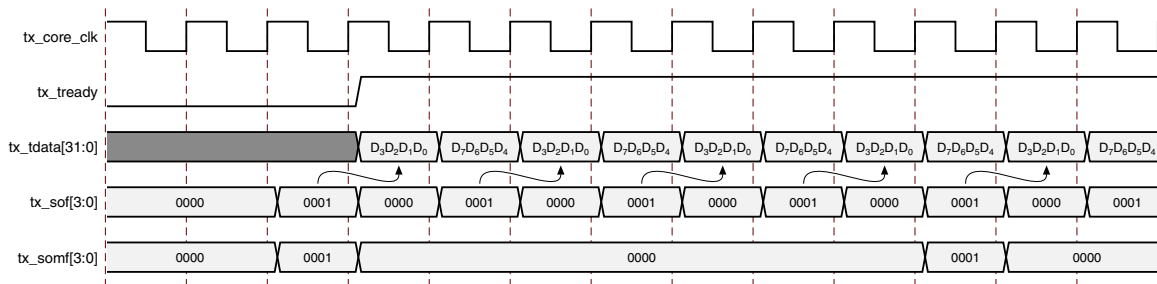 tx_core_clk
tx_tready
tx_tdata[31:0] D₃D₂D₁D₀ D₇D₆D₅D₄ D₃D₂D₁D₀ D₇D₆D₅D₄ D₃D₂D₁D₀ D₇D₆D₅D₄ D₃D₂D₁D₀ D₇D₆D₅D₄ D₃D₂D₁D₀ D₇D₆D₅D₄
tx_sof[3:0] 0000 0001 0000 0001 0000 0001 0000 0001 0000 0001 0000 0001
tx_somf[3:0] 0000 0001 0000 0001 0000